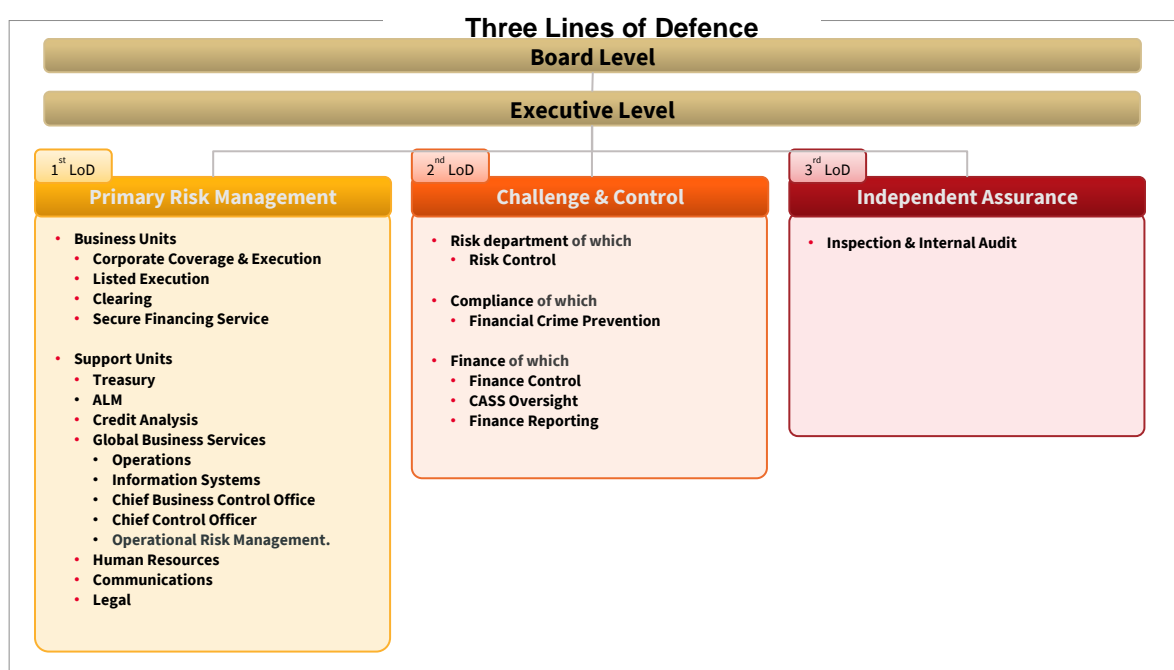 Three Lines of Defence
Board Level
Executive Level
1st LoD
Primary Risk Management
• Business Units
• Corporate Coverage & Execution
• Listed Execution
• Clearing
• Secure Financing Service
• Support Units
• Treasury
• ALM
• Credit Analysis
• Global Business Services
• Operations
• Information Systems
• Chief Business Control Office
• Chief Control Officer
• Operational Risk Management.
• Human Resources
• Communications
• Legal
2nd LoD
Challenge & Control
• Risk department of which
• Risk Control
• Compliance of which
• Financial Crime Prevention
• Finance of which
• Finance Control
• CASS Oversight
• Finance Reporting
3rd LoD
Independent Assurance
• Inspection & Internal Audit